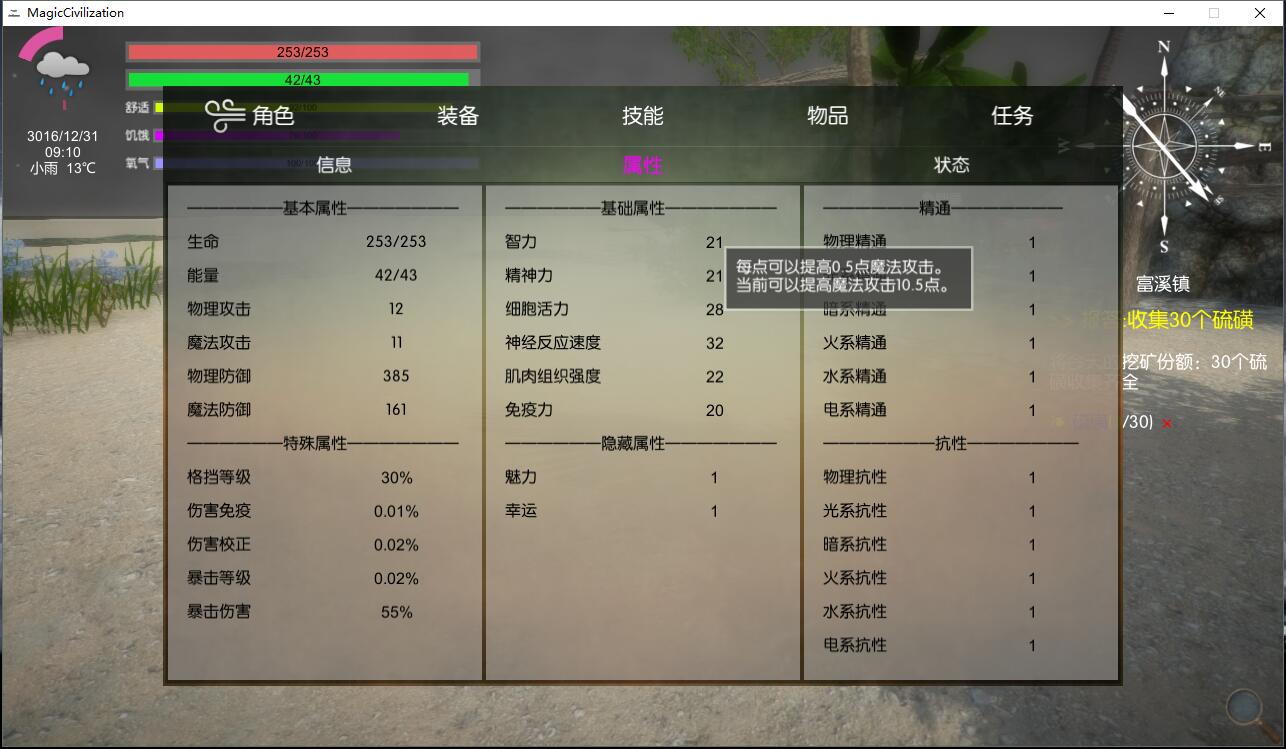 MagicCivilization
253/253
42/43
舒适
饥饿
氧气
3016/12/31
09:10
小雨 13℃
角色 装备 技能 物品 任务
信息 属性 状态
基本属性
生命 253/253
能量 42/43
物理攻击 12
魔法攻击 11
物理防御 385
魔法防御 161
特殊属性
格挡等级 30%
伤害免疫 0.01%
伤害校正 0.02%
暴击等级 0.02%
暴击伤害 55%
基础属性
智力 21
精神力 21
细胞活力 28
神经反应速度 32
肌肉组织强度 22
免疫力 20
隐藏属性
魅力 1
幸运 1
每点可以提高0.5点魔法攻击。
当前可以提高魔法攻击10.5点。
精通
物理精通 1
1
暗系精通 1
火系精通 1
水系精通 1
电系精通 1
抗性
物理抗性 1
光系抗性 1
暗系抗性 1
火系抗性 1
水系抗性 1
电系抗性 1
N
E
S
W
富溪镇
:收集30个硫磺
挖矿份额：30个硫
全
/30)